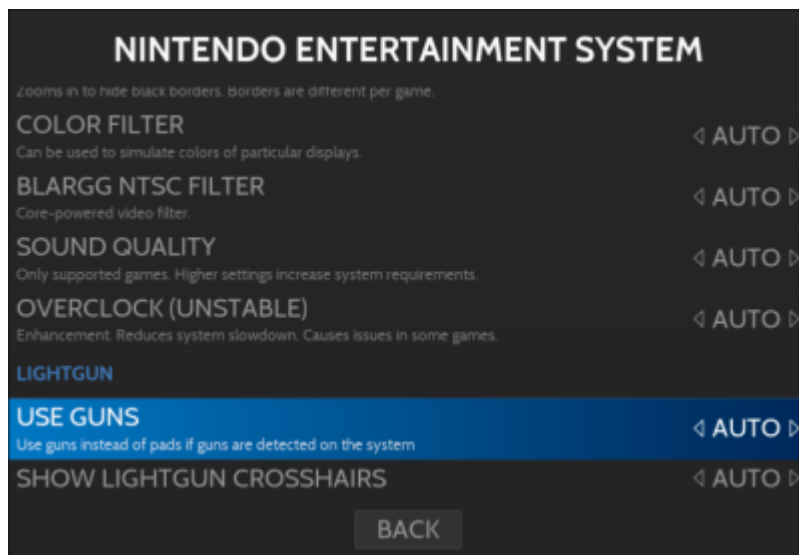 NINTENDO ENTERTAINMENT SYSTEM
Zooms in to hide black borders. Borders are different per game.
COLOR FILTER
Can be used to simulate colors of particular displays.
AUTO
BLARGG NTSC FILTER
Core-powered video filter.
AUTO
SOUND QUALITY
Only supported games. Higher settings increase system requirements.
AUTO
OVERCLOCK (UNSTABLE)
Enhancement. Reduces system slowdown. Causes issues in some games.
AUTO
LIGHTGUN
USE GUNS
Use guns instead of pads if guns are detected on the system
AUTO
SHOW LIGHTGUN CROSSHAIRS
AUTO
BACK